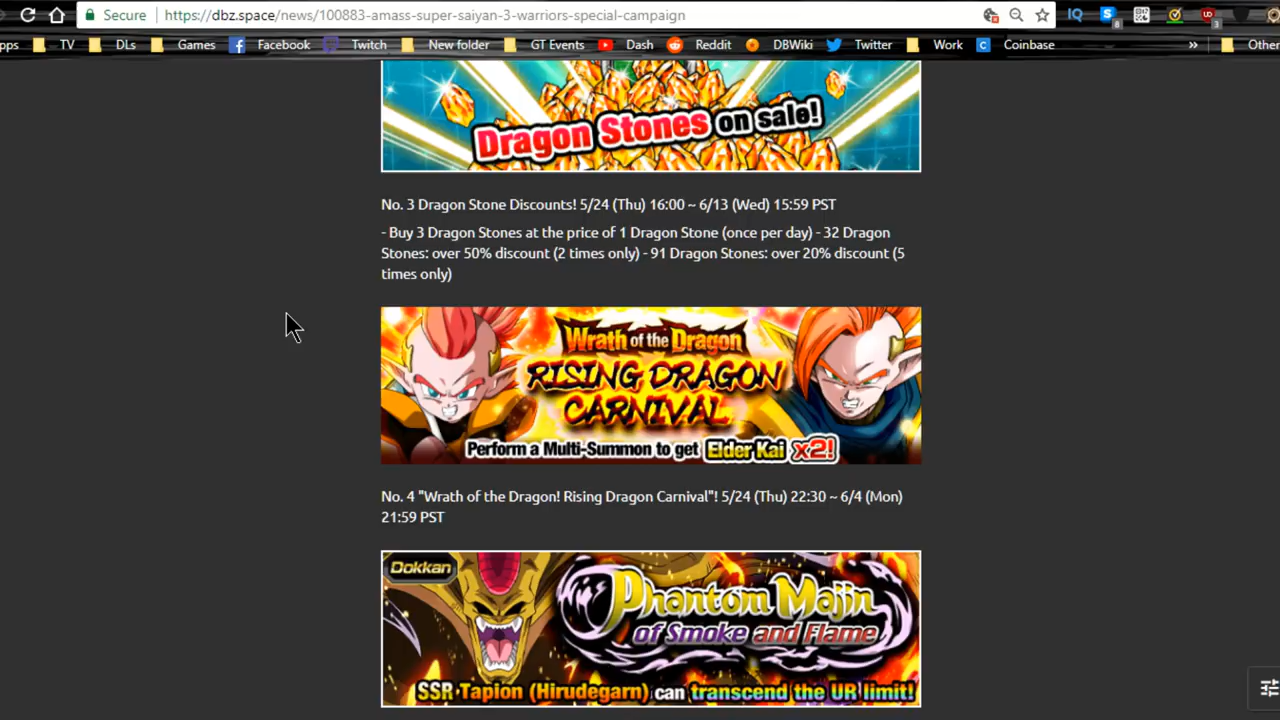 Secure https://dbz.space/news/100883-amass-super-saiyan-3-warriors-special-campaign
IQ
pps TV DLs Games Facebook Twitch New folder GT Events Dash Reddit DBWiki Twitter Work Coinbase » Other
Dragon Stones on sale!
No. 3 Dragon Stone Discounts! 5/24 (Thu) 16:00 ~ 6/13 (Wed) 15:59 PST
- Buy 3 Dragon Stones at the price of 1 Dragon Stone (once per day) - 32 Dragon
Stones: over 50% discount (2 times only) - 91 Dragon Stones: over 20% discount (5
times only)
Wrath of the Dragon
RISING DRAGON
CARNIVAL
Perform a Multi-Summon to get Elder Kai x2!
No. 4 "Wrath of the Dragon! Rising Dragon Carnival"! 5/24 (Thu) 22:30 ~ 6/4 (Mon)
21:59 PST
Dokkan
Phantom Majin
of Smoke and Flame
SSR Tapion (Hirudegarn) can transcend the UR limit!